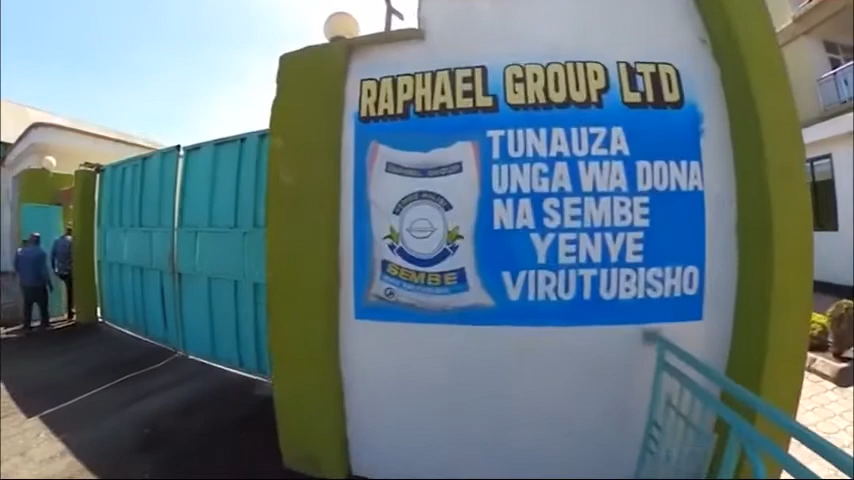 RAPHAEL GROUP LTD
TUNAUZA
UNGA WA DONA
NA SEMBE
YENYE
VIRUTUBISHO
SEMBE